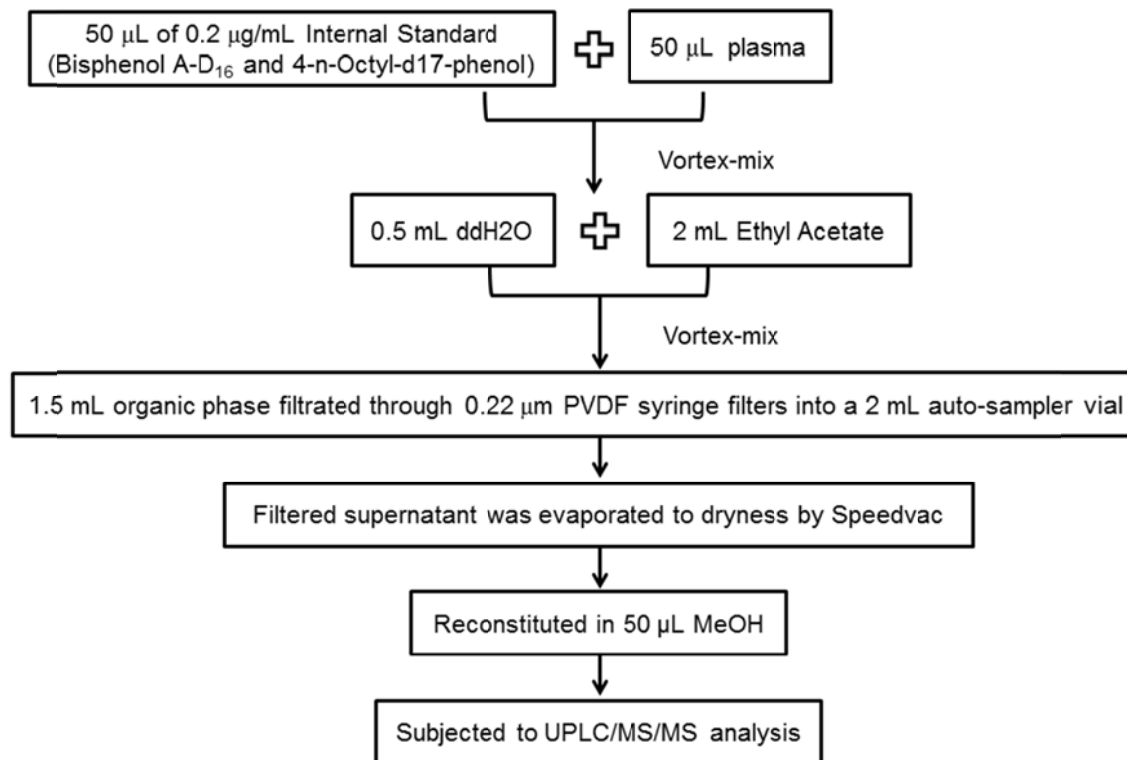 50 μL of 0.2 μg/mL Internal Standard
(Bisphenol A-D₁₆ and 4-n-Octyl-d17-phenol)
50 μL plasma
Vortex-mix
0.5 mL ddH2O
2 mL Ethyl Acetate
Vortex-mix
1.5 mL organic phase filtrated through 0.22 μm PVDF syringe filters into a 2 mL auto-sampler vial
Filtered supernatant was evaporated to dryness by Speedvac
Reconstituted in 50 µL MeOH
Subjected to UPLC/MS/MS analysis